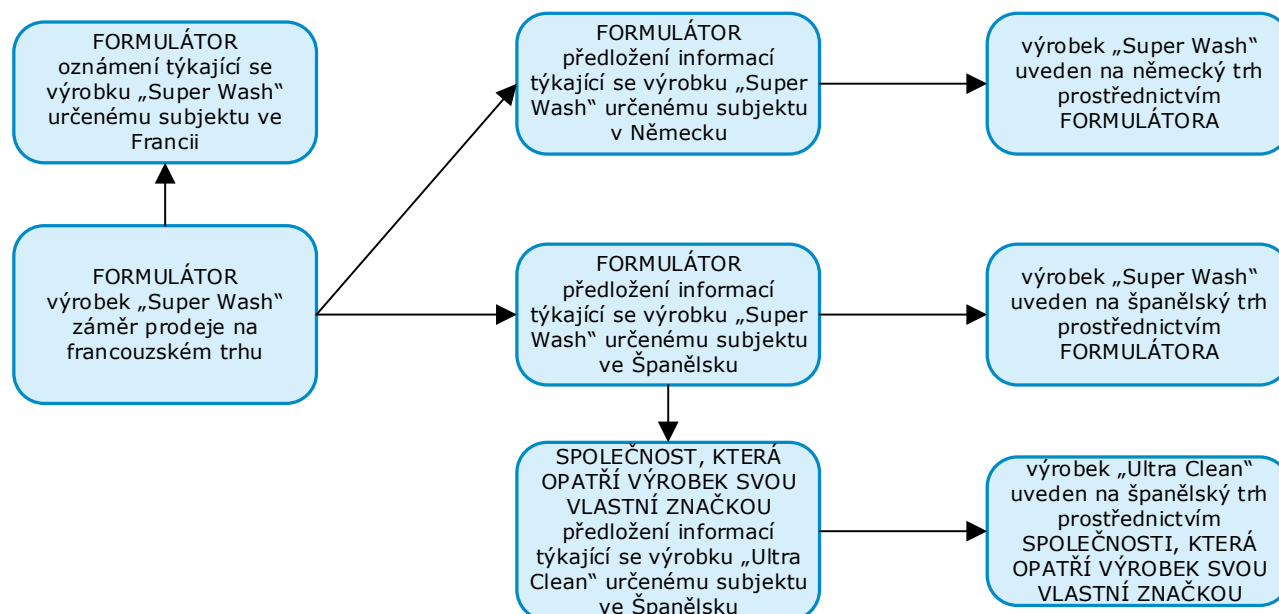 FORMULÁTOR
oznámení týkající se
výrobku „Super Wash“
určenému subjektu ve
Francii
FORMULÁTOR
předložení informací
týkající se výrobku „Super
Wash“ určenému subjektu
v Německu
výrobek „Super Wash“
uveden na německý trh
prostřednictvím
FORMULÁTORA
FORMULÁTOR
výrobek „Super Wash“
záměr prodeje na
francouzském trhu
FORMULÁTOR
předložení informací
týkající se výrobku „Super
Wash“ určenému subjektu
ve Španělsku
výrobek „Super Wash“
uveden na španělský trh
prostřednictvím
FORMULÁTORA
SPOLEČNOST, KTERÁ
OPATŘÍ VÝROBEK SVOU
VLASTNÍ ZNAČKOU
předložení informací
týkající se výrobku „Ultra
Clean“ určenému subjektu
ve Španělsku
výrobek „Ultra Clean“
uveden na španělský trh
prostřednictvím
SPOLEČNOSTI, KTERÁ
OPATŘÍ VÝROBEK SVOU
VLASTNÍ ZNAČKOU